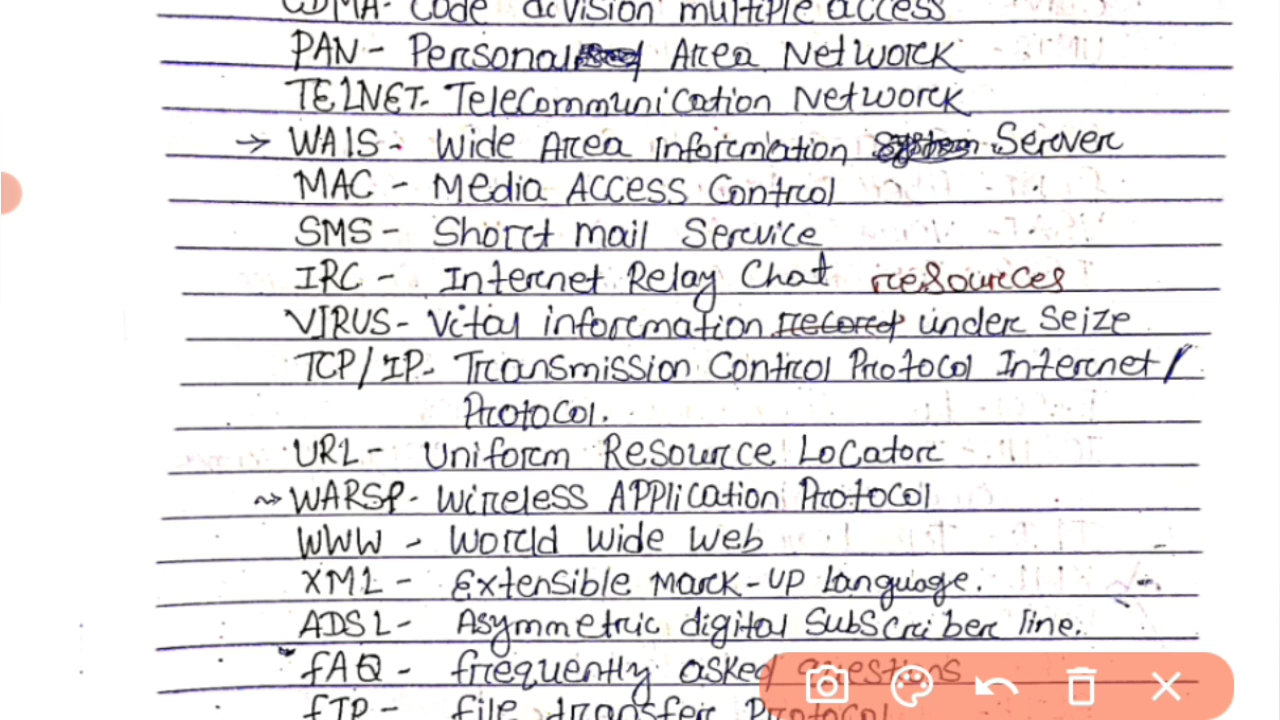 CDMA- Code division multiple access
PAN - Personal Area Network
TELNET- Telecommunication Network
→ WAIS- Wide Area Information System Server
MAC - Media Access Control
SMS - Short mail Service
IRC - Internet Relay Chat resources
VIRUS- Vital information record under seize
TCP/IP- Transmission Control Protocol Internet/
Protocol.
URL - Uniform Resource Locator
WARSP- Wireless Application Protocol
WWW - World Wide Web
XML - Extensible Mark-up Language.
ADSL- Asymmetric digital Subscriber line.
FAQ - frequently asked questions
FTP - file transfer Protocol